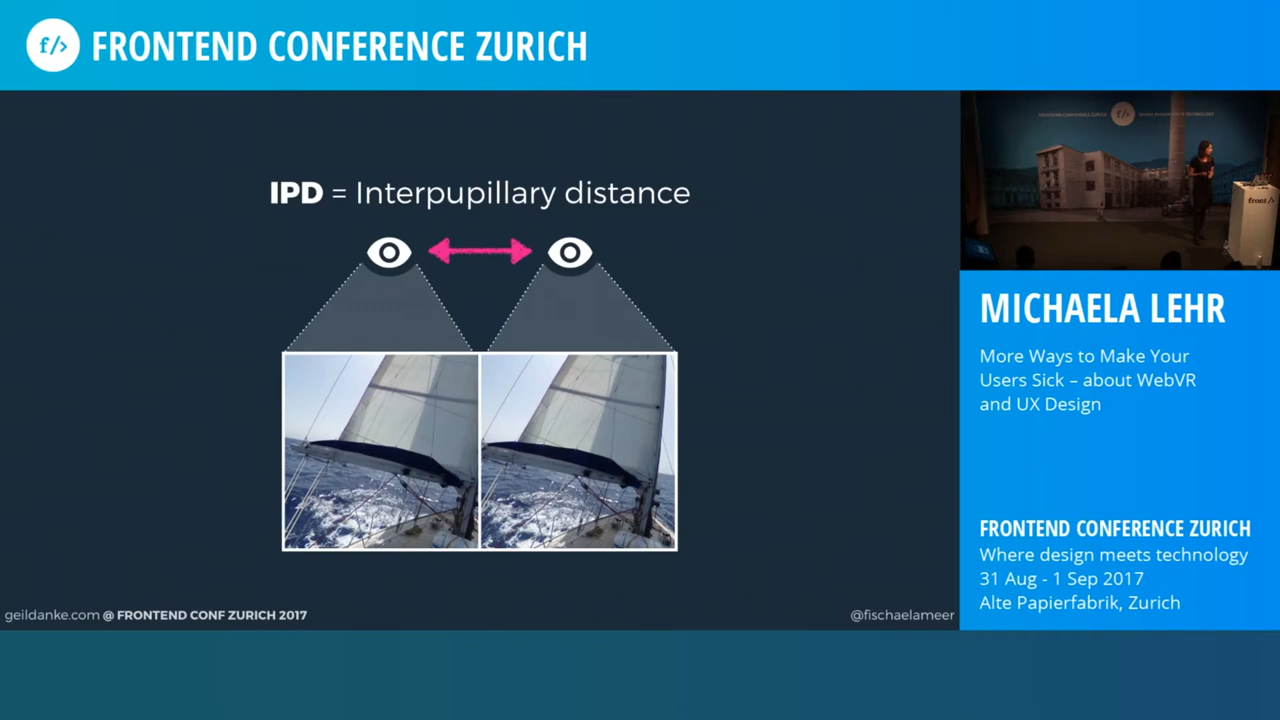 f/> FRONTEND CONFERENCE ZURICH
IPD = Interpupillary distance
geildanke.com @ FRONTEND CONF ZURICH 2017
@fischaelameer
front />
MICHAELA LEHR
More Ways to Make Your
Users Sick – about WebVR
and UX Design
FRONTEND CONFERENCE ZURICH
Where design meets technology
31 Aug - 1 Sep 2017
Alte Papierfabrik, Zurich